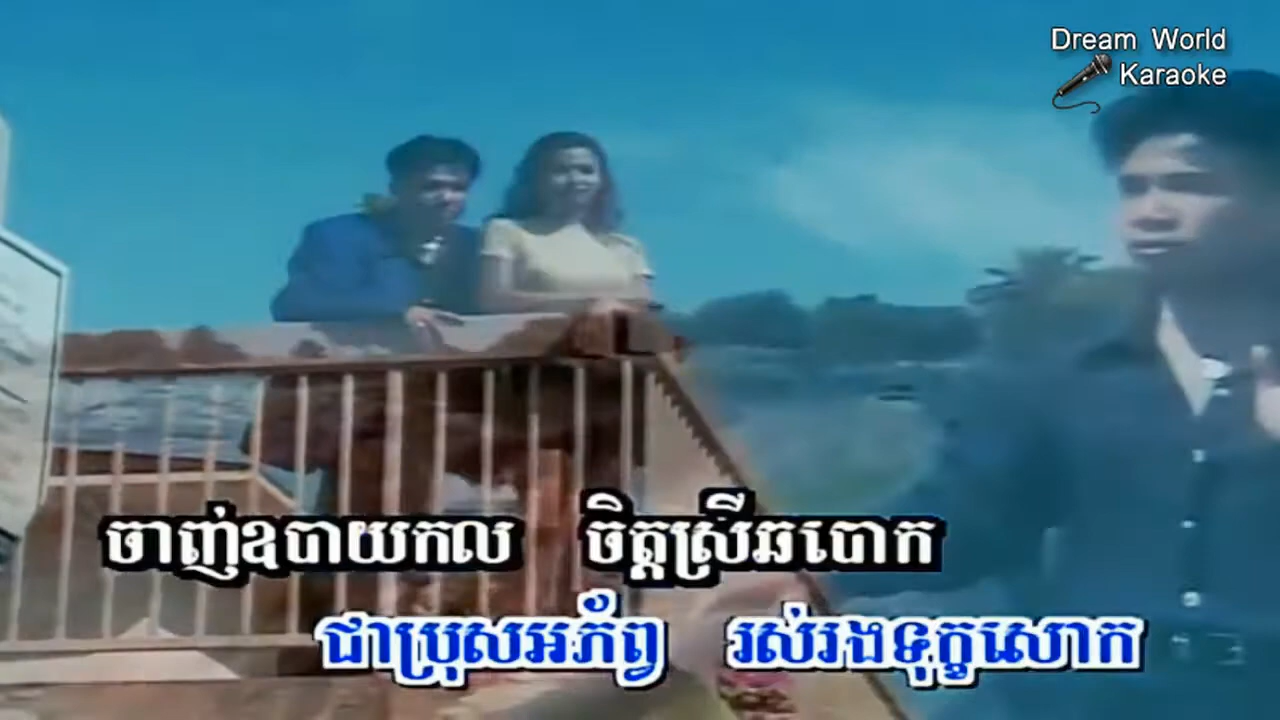 Dream World
Karaoke
ចាញ់ឧបាយកល ចិត្តស្រីឆបោក
ជាប្រុសអភ័ព្វ រស់រងទុក្ខសោក